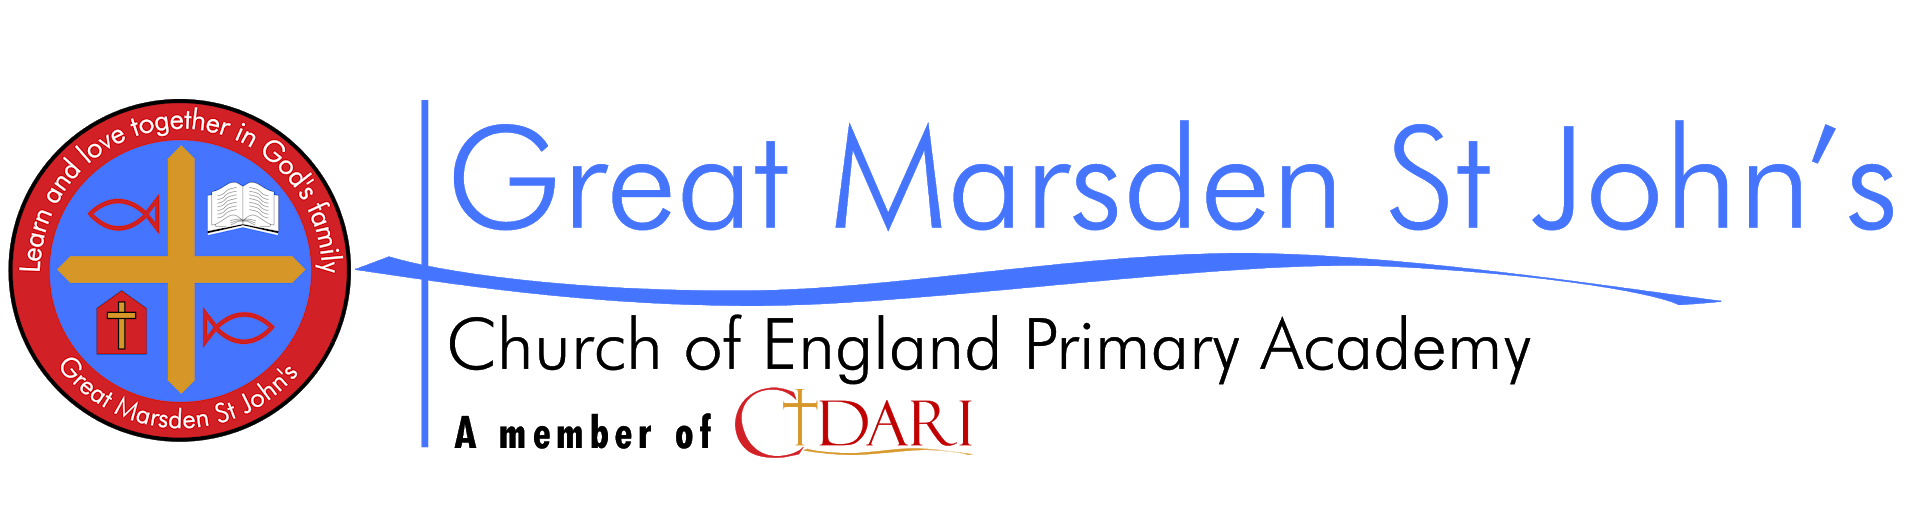 Learn and love together in God's family
Great Marsden St John's
Great Marsden St John's
Church of England Primary Academy
A member of CIDARI